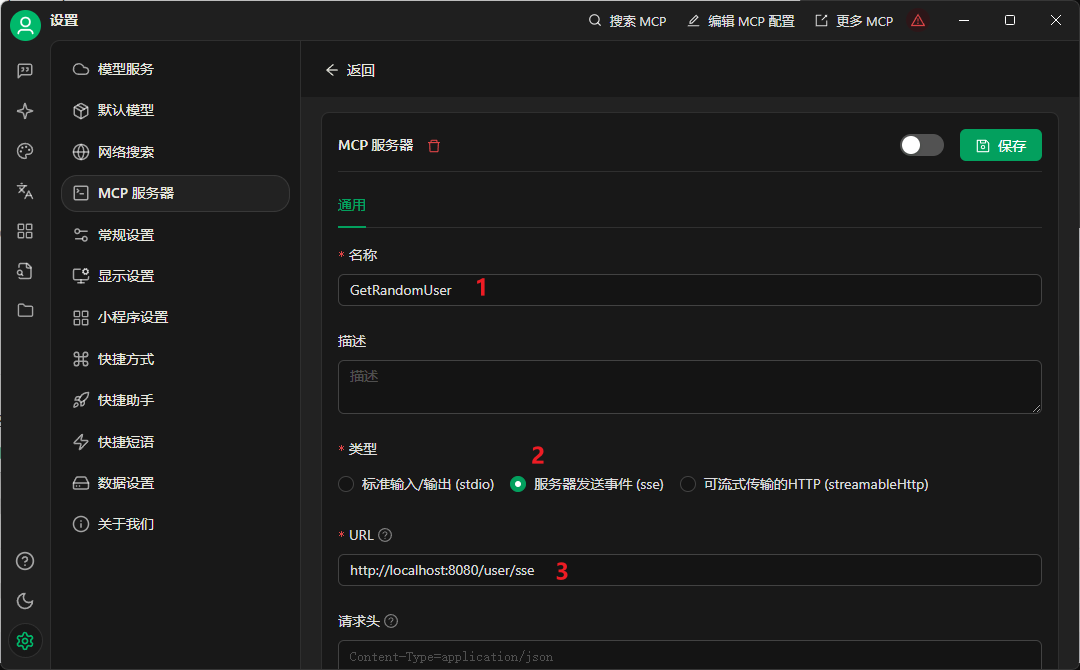 设置
搜索 MCP
编辑 MCP 配置
更多 MCP
模型服务
默认模型
网络搜索
MCP 服务器
常规设置
显示设置
小程序设置
快捷方式
快捷助手
快捷短语
数据设置
关于我们
返回
MCP 服务器
保存
通用
* 名称
GetRandomUser 1
描述
描述
* 类型
2
标准输入/输出 (stdio) 服务器发送事件 (sse) 可流式传输的HTTP (streamableHttp)
* URL
http://localhost:8080/user/sse 3
请求头
Content-Type=application/json